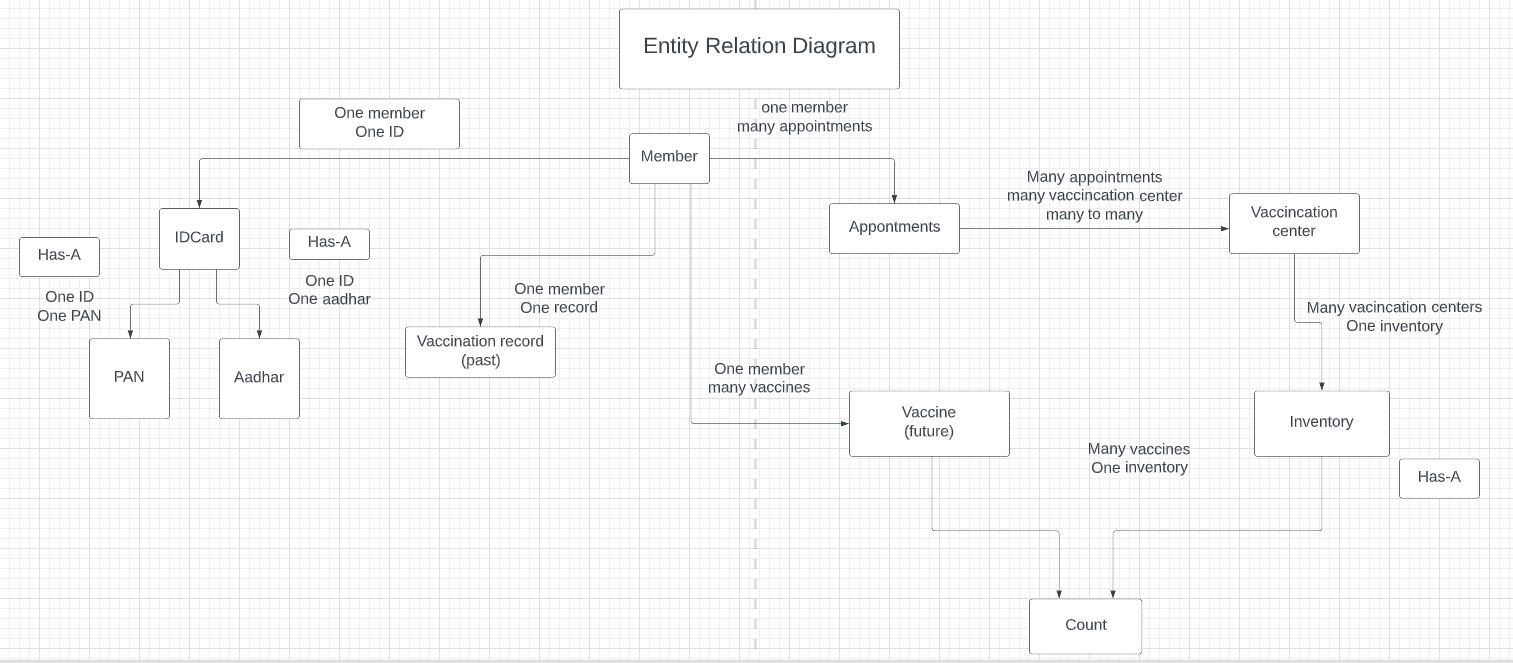 Entity Relation Diagram
One member
One ID
one member
many appointments
Member
Many appointments
many vaccincation center
many to many
IDCard
Has-A
Has-A
Appontments
Vaccincation
center
One ID
One PAN
One ID
One aadhar
One member
One record
Many vacincation centers
One inventory
PAN
Aadhar
Vaccination record
(past)
One member
many vaccines
Vaccine
(future)
Inventory
Many vaccines
One inventory
Has-A
Count